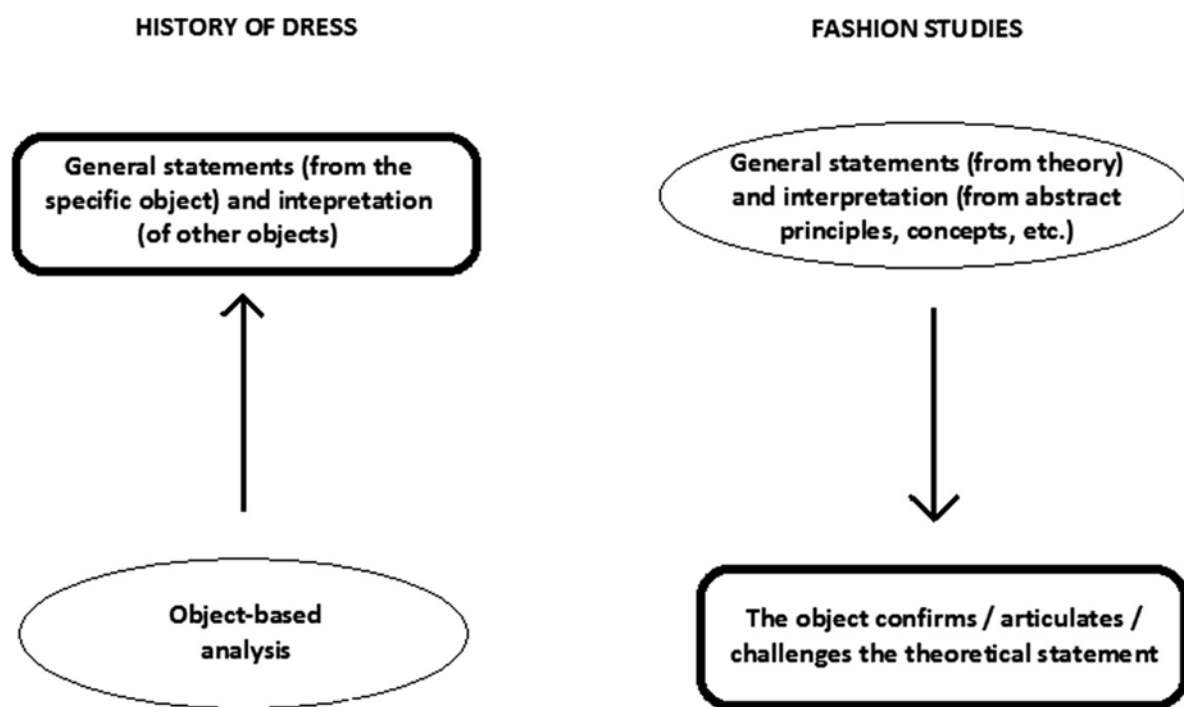 HISTORY OF DRESS
General statements (from the
specific object) and intepretation
(of other objects)
Object-based
analysis
FASHION STUDIES
General statements (from theory)
and interpretation (from abstract
principles, concepts, etc.)
The object confirms / articulates /
challenges the theoretical statement